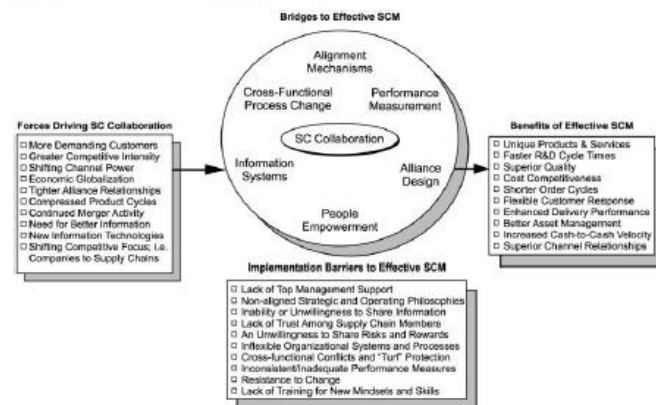 Bridges to Effective SCM
Alignment
Mechanisms
Cross-Functional
Process Change
Performance
Measurement
SC Collaboration
Information
Systems
Alliance
Design
People
Empowerment
Forces Driving SC Collaboration
More Demanding Customers
Greater Competitive Intensity
Shifting Channel Power
Economic Globalization
Tighter Alliance Relationships
Compressed Product Cycles
Continued Merger Activity
Need for Better Information
New Information Technologies
Shifting Competitive Focus; i.e.
Companies to Supply Chains
Benefits of Effective SCM
Unique Products & Services
Faster R&D Cycle Times
Superior Quality
Cost Competitiveness
Shorter Order Cycles
Flexible Customer Response
Enhanced Delivery Performance
Better Asset Management
Increased Cash-to-Cash Velocity
Superior Channel Relationships
Implementation Barriers to Effective SCM
Lack of Top Management Support
Non-aligned Strategic and Operating Philosophies
Inability or Unwillingness to Share Information
Lack of Trust Among Supply Chain Members
An Unwillingness to Share Risks and Rewards
Inflexible Organizational Systems and Processes
Cross-functional Conflicts and "Turf" Protection
Inconsistent/Inadequate Performance Measures
Resistance to Change
Lack of Training for New Mindsets and Skills